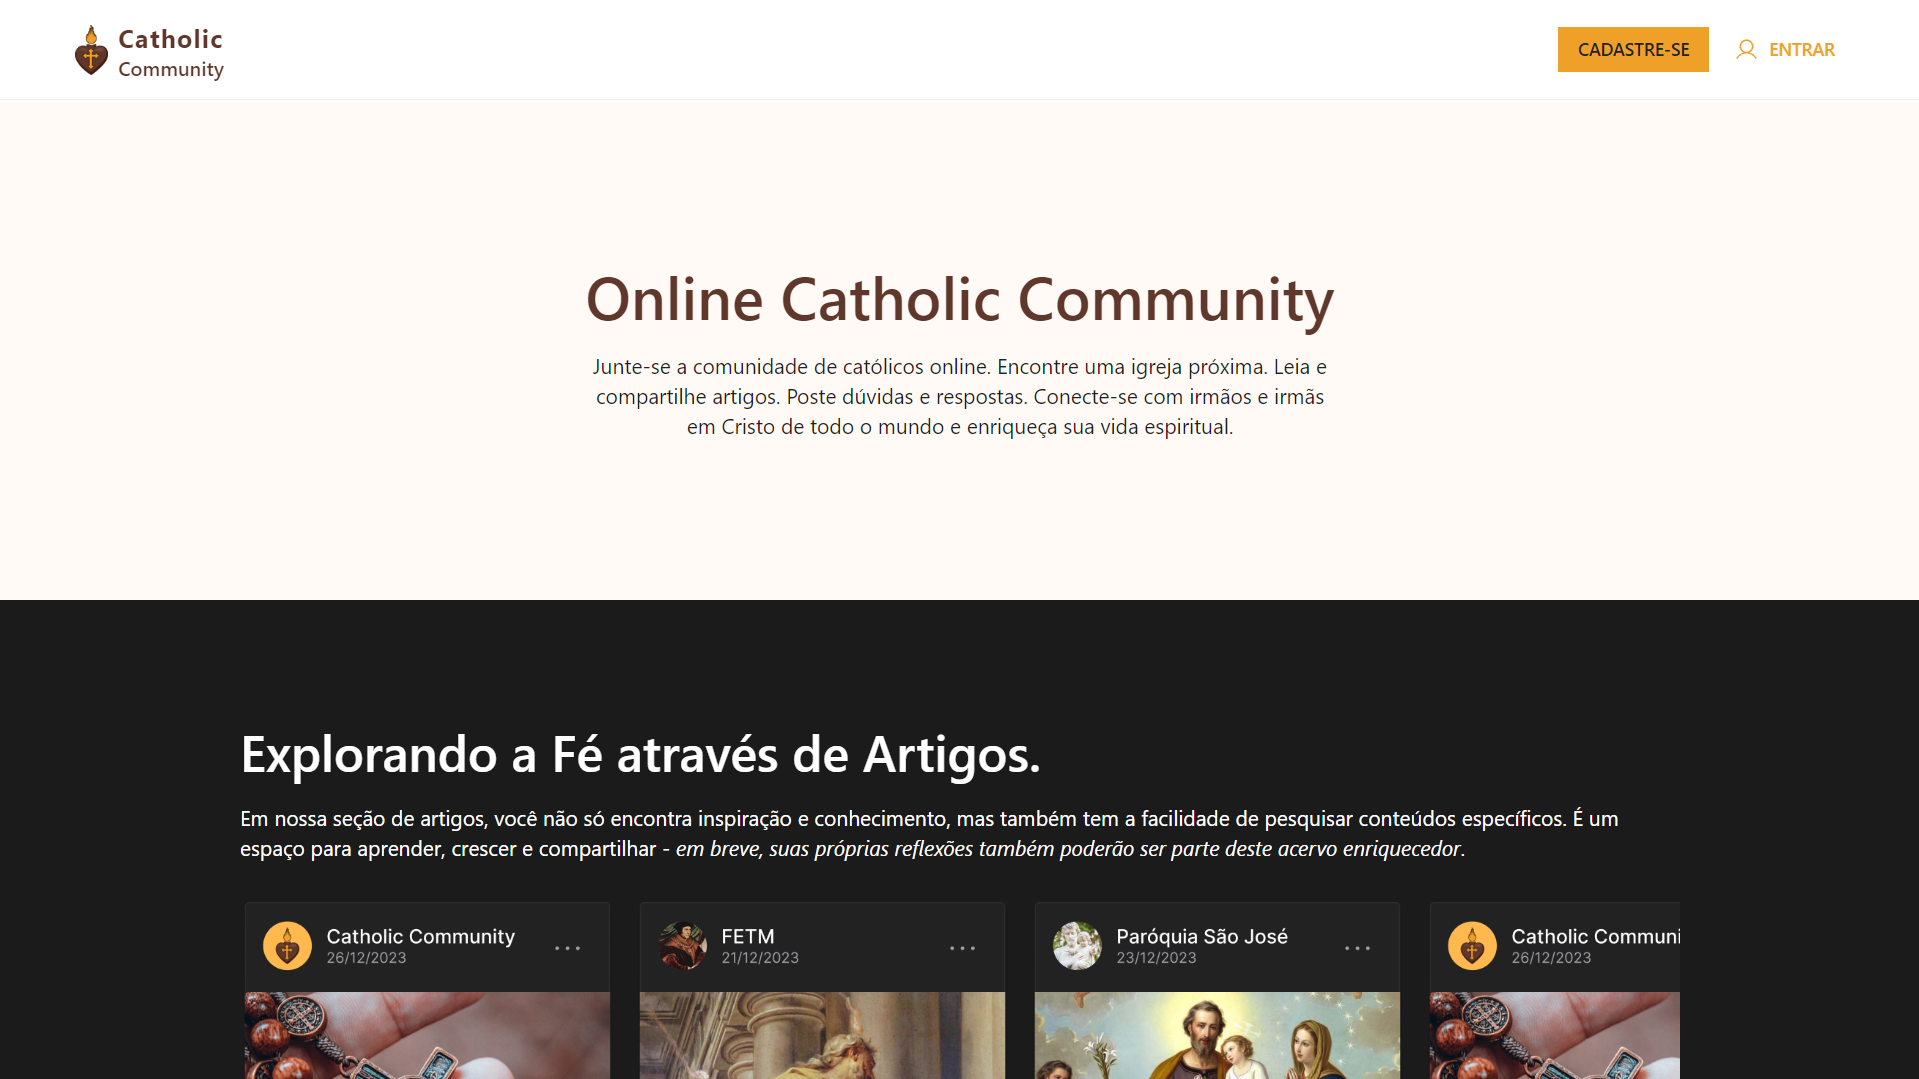 Catholic
Community
CADASTRE-SE
ENTRAR
Online Catholic Community
Junte-se a comunidade de católicos online. Encontre uma igreja próxima. Leia e
compartilhe artigos. Poste dúvidas e respostas. Conecte-se com irmãos e irmãs
em Cristo de todo o mundo e enriqueça sua vida espiritual.
Explorando a Fé através de Artigos.
Em nossa seção de artigos, você não só encontra inspiração e conhecimento, mas também tem a facilidade de pesquisar conteúdos específicos. É um
espaço para aprender, crescer e compartilhar - em breve, suas próprias reflexões também poderão ser parte deste acervo enriquecedor.
Catholic Community
26/12/2023
FETM
21/12/2023
Paróquia São José
23/12/2023
Catholic Communi
26/12/2023